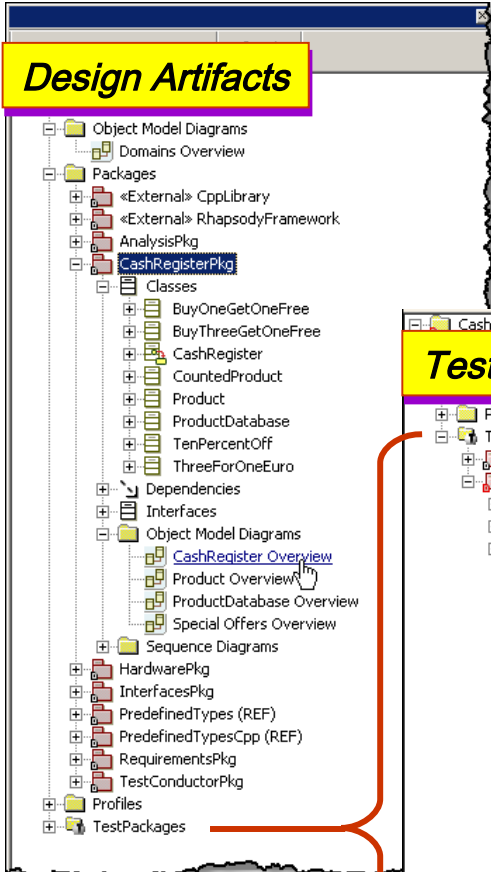 Design Artifacts
Object Model Diagrams
Domains Overview
Packages
«External» CppLibrary
«External» RhapsodyFramework
AnalysisPkg
CashRegisterPkg
Classes
BuyOneGetOneFree
BuyThreeGetOneFree
CashRegister
CountedProduct
Product
ProductDatabase
TenPercentOff
ThreeForOneEuro
Dependencies
Interfaces
Object Model Diagrams
CashRegister Overview
Product Overview
ProductDatabase Overview
Special Offers Overview
Sequence Diagrams
HardwarePkg
InterfacesPkg
PredefinedTypes (REF)
PredefinedTypesCpp (REF)
RequirementsPkg
TestConductorPkg
Profiles
TestPackages
Cash
Test